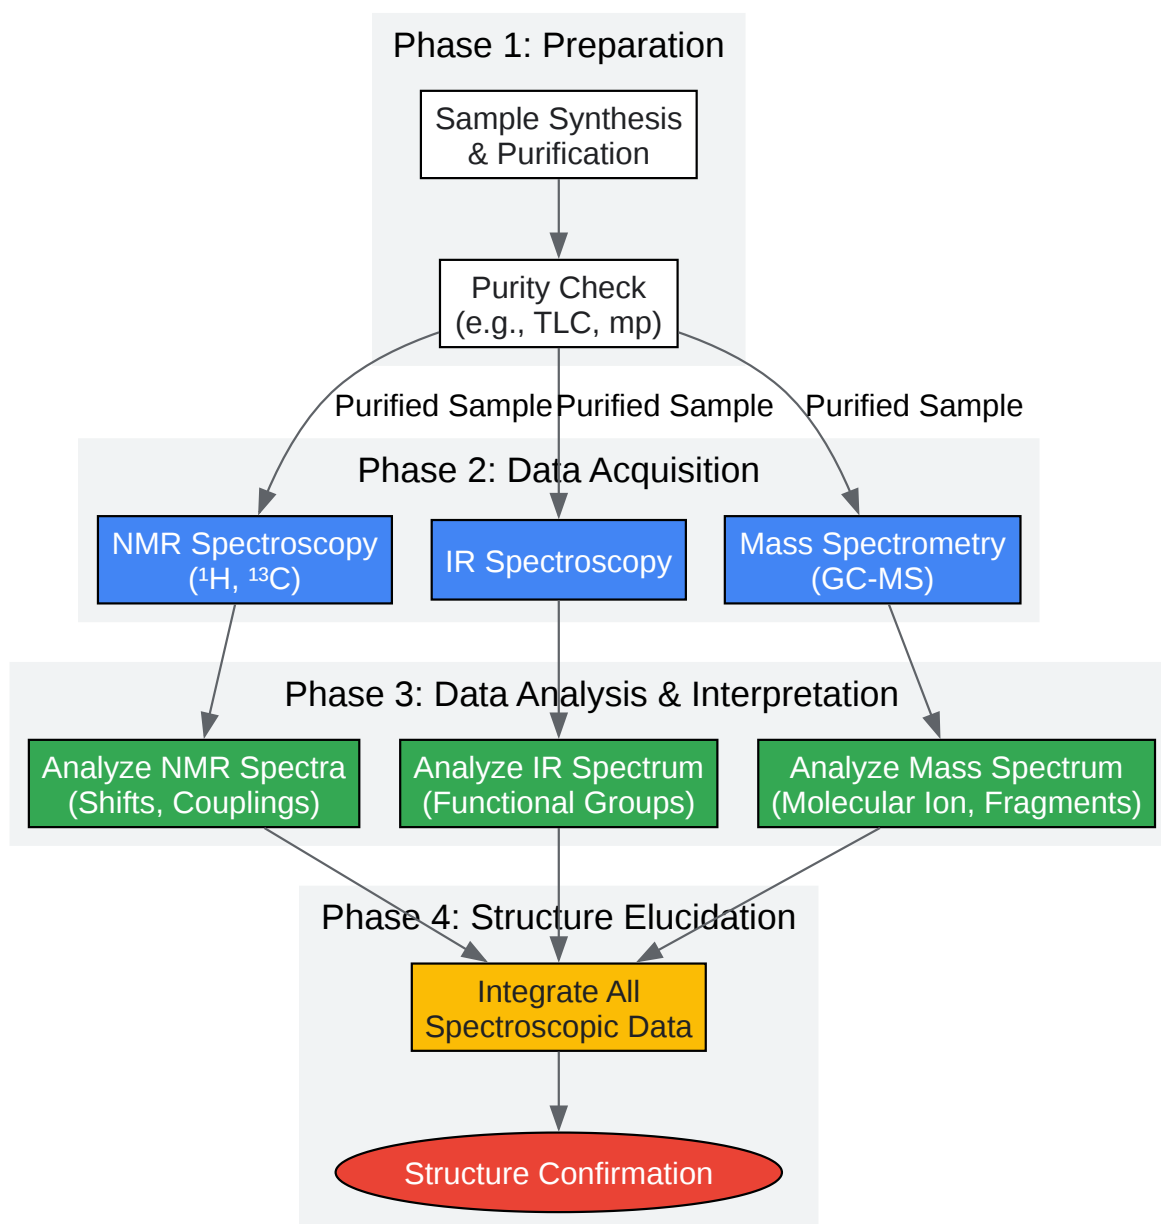 Phase 1: Preparation
Sample Synthesis
& Purification
Purity Check
(e.g., TLC, mp)
Purified Sample
Purified Sample
Purified Sample
Phase 2: Data Acquisition
NMR Spectroscopy
(¹H, ¹³C)
IR Spectroscopy
Mass Spectrometry
(GC-MS)
Phase 3: Data Analysis & Interpretation
Analyze NMR Spectra
(Shifts, Couplings)
Analyze IR Spectrum
(Functional Groups)
Analyze Mass Spectrum
(Molecular Ion, Fragments)
Phase 4: Structure Elucidation
Integrate All
Spectroscopic Data
Structure Confirmation